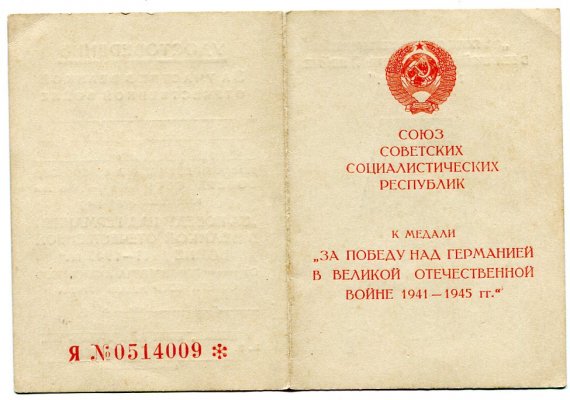 Я №0514009 *
СОЮЗ
СОВЕТСКИХ
СОЦИАЛИСТИЧЕСКИХ
РЕСПУБЛИК
К МЕДАЛИ
„ЗА ПОБЕДУ НАД ГЕРМАНИЕЙ
В ВЕЛИКОЙ ОТЕЧЕСТВЕННОЙ
ВОЙНЕ 1941—1945 гг.“